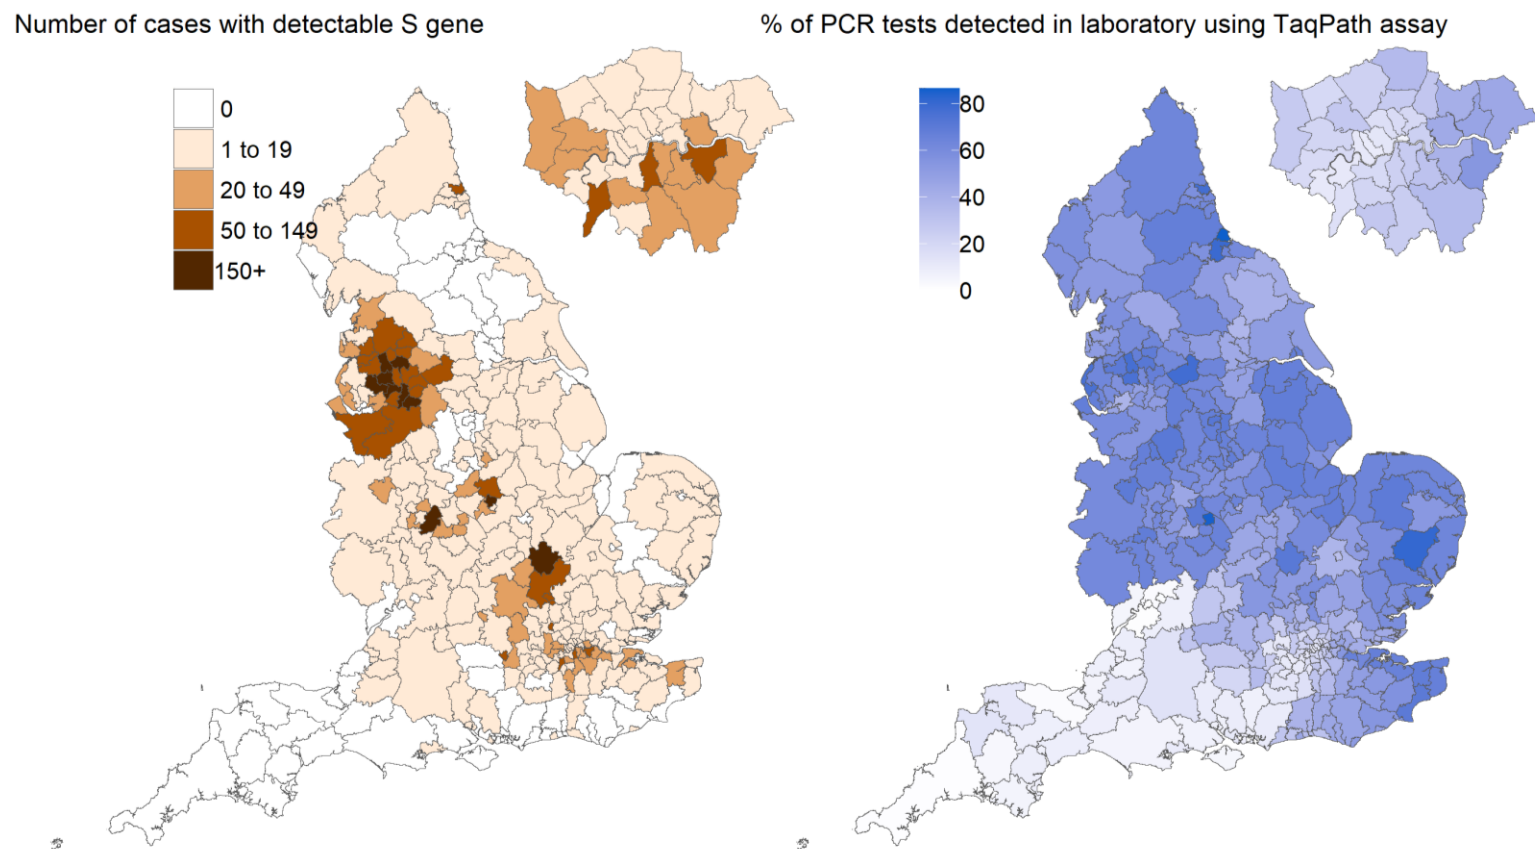 Number of cases with detectable S gene
0
1 to 19
20 to 49
50 to 149
150+
% of PCR tests detected in laboratory using TaqPath assay
80
60
40
20
0